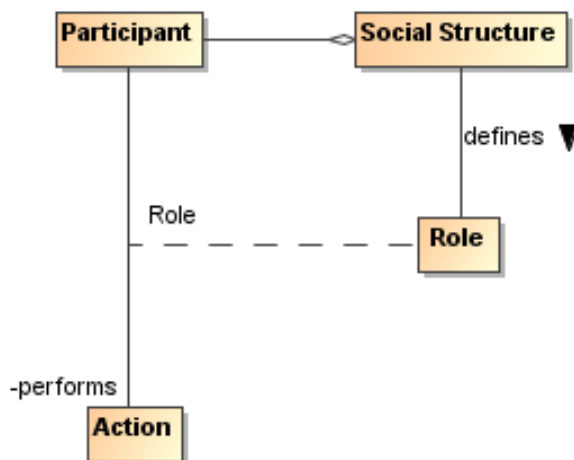 Participant
Social Structure
defines
Role
Role
-performs
Action